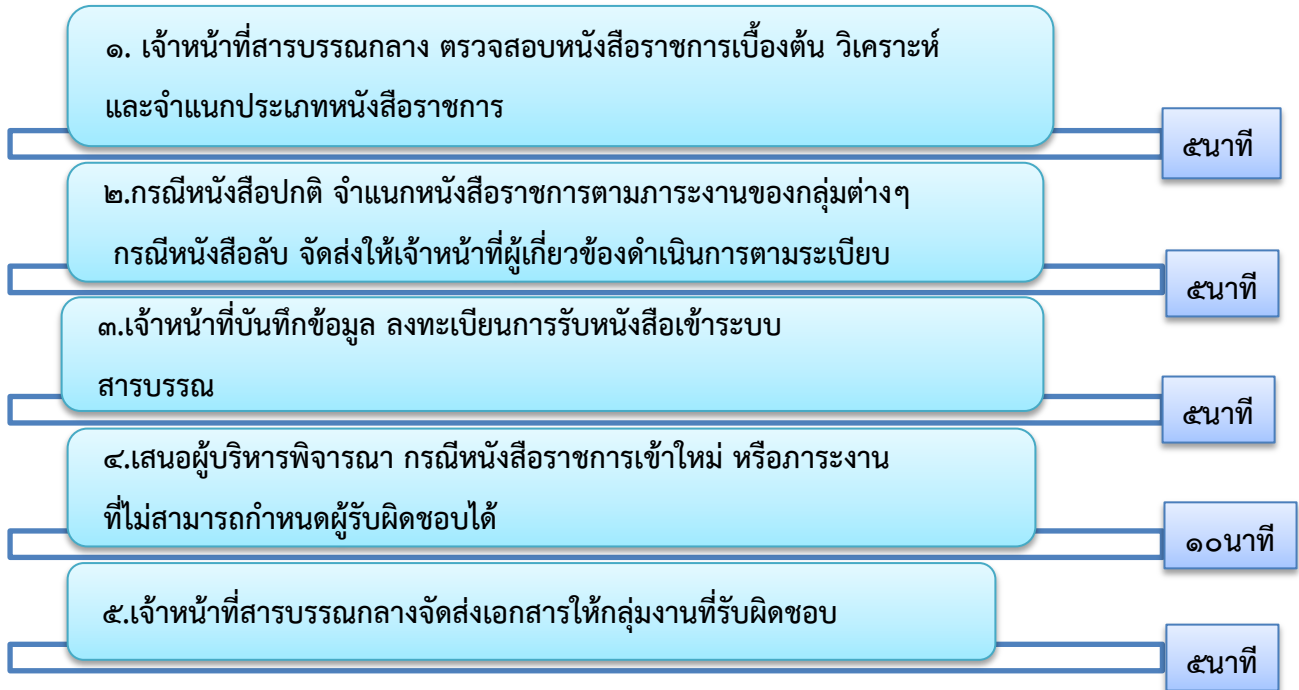 ๑. เจ้าหน้าที่สารบรรณกลาง ตรวจสอบหนังสือราชการเบื้องต้น วิเคราะห์
และจำแนกประเภทหนังสือราชการ
๕นาที
๒.กรณีหนังสือปกติ จำแนกหนังสือราชการตามภาระงานของกลุ่มต่างๆ
กรณีหนังสือลับ จัดส่งให้เจ้าหน้าที่ผู้เกี่ยวข้องดำเนินการตามระเบียบ
๕นาที
๓.เจ้าหน้าที่บันทึกข้อมูล ลงทะเบียนการรับหนังสือเข้าระบบ
สารบรรณ
๕นาที
๔.เสนอผู้บริหารพิจารณา กรณีหนังสือราชการเข้าใหม่ หรือภาระงาน
ที่ไม่สามารถกำหนดผู้รับผิดชอบได้
๑๐นาที
๕.เจ้าหน้าที่สารบรรณกลางจัดส่งเอกสารให้กลุ่มงานที่รับผิดชอบ
๕นาที